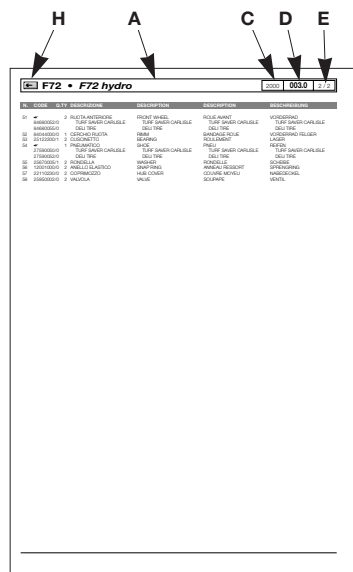 H A C D E
F72 • F72 hydro 2000 003.0 2 / 2
N. CODE Q.TY DESCRIZIONE DESCRIPTION DESCRIPTION BESCHREIBUNG
51 2 RUOTA ANTERIORE FRONT WHEEL ROUE AVANT VORDERRAD
TURF SAVER CARLISLE TURF SAVER CARLISLE TURF SAVER CARLISLE TURF SAVER CARLISLE
DELI TIRE DELI TIRE DELI TIRE DELI TIRE
52 1 CERCHIO RUOTA RIMM BANDAGE ROUE VORDERRAD FELGER
53 2 CUSCINETTO BEARING ROULEMENT LAGER
54 1 PNEUMATICO SHOE PNEU REIFEN
TURF SAVER CARLISLE TURF SAVER CARLISLE TURF SAVER CARLISLE TURF SAVER CARLISLE
DELI TIRE DELI TIRE DELI TIRE DELI TIRE
55 2 RONDELLA WASHER RONDELLE SCHEIBE
56 2 ANELLO ELASTICO SNAP RING ANNEAU RESSORT SPRENGRING
57 2 COPRIMOZZO HUB COVER COUVRE MOYEU NABEDECKEL
58 2 VALVOLA VALVE SOUPAPE VENTIL